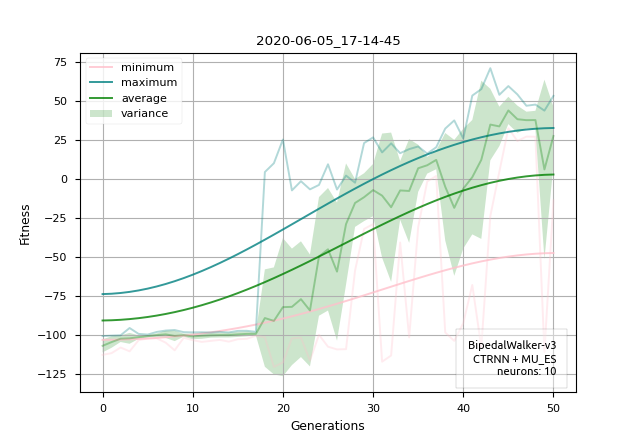 2020-06-05_17-14-45
minimum
maximum
average
variance
75
50
25
0
−25
−50
−75
−100
−125
Fitness
BipedalWalker-v3
CTRNN + MU_ES
neurons: 10
0 10 20 30 40 50
Generations